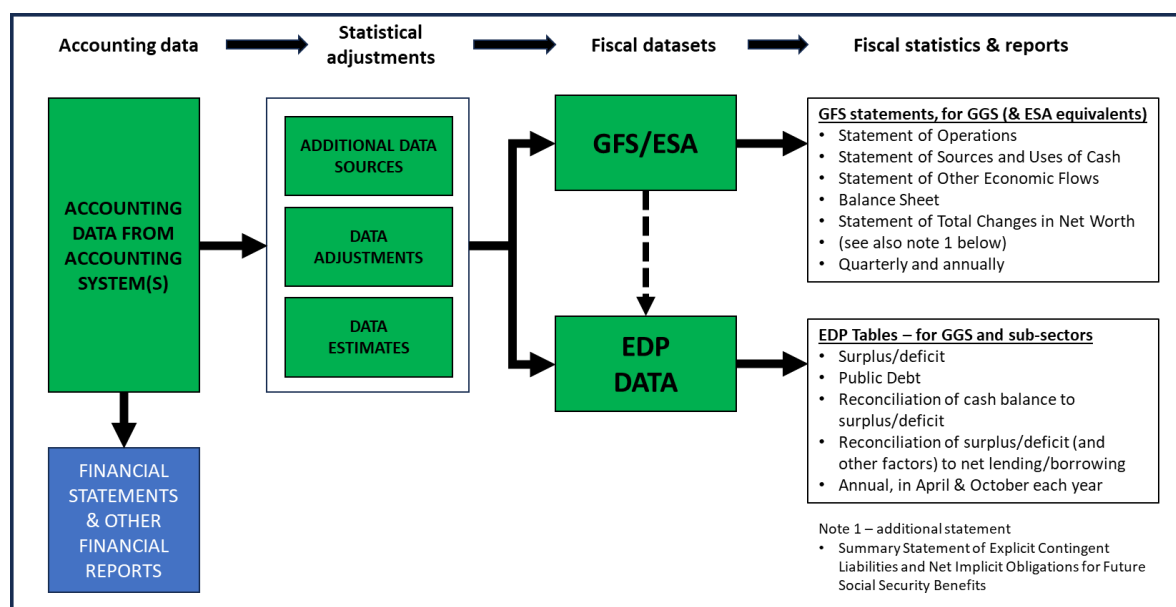 Accounting data
Statistical
adjustments
Fiscal datasets
Fiscal statistics & reports
ACCOUNTING
DATA FROM
ACCOUNTING
SYSTEM(S)
FINANCIAL
STATEMENTS
& OTHER
FINANCIAL
REPORTS
ADDITIONAL DATA
SOURCES
DATA
ADJUSTMENTS
DATA
ESTIMATES
GFS/ESA
EDP
DATA
GFS statements, for GGS (& ESA equivalents)
• Statement of Operations
• Statement of Sources and Uses of Cash
• Statement of Other Economic Flows
• Balance Sheet
• Statement of Total Changes in Net Worth
• (see also note 1 below)
• Quarterly and annually
EDP Tables – for GGS and sub-sectors
• Surplus/deficit
• Public Debt
• Reconciliation of cash balance to
surplus/deficit
• Reconciliation of surplus/deficit (and
other factors) to net lending/borrowing
• Annual, in April & October each year
Note 1 – additional statement
• Summary Statement of Explicit Contingent
Liabilities and Net Implicit Obligations for Future
Social Security Benefits